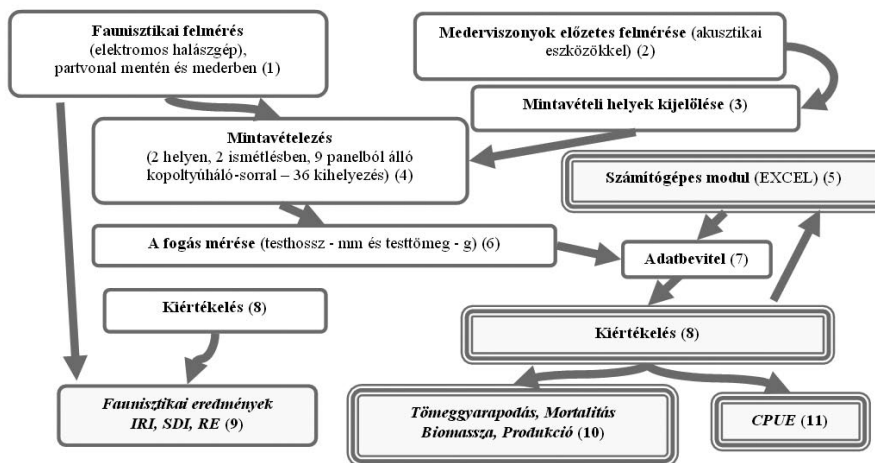 Faunisztikai felmérés
(elektromos halászgép),
partvonal mentén és mederben (1)
Mederviszonyok előzetes felmérése (akusztikai
eszközökkel) (2)
Mintavételi helyek kijelölése (3)
Mintavételezés
(2 helyen, 2 ismétlésben, 9 panelból álló
kopoltyúháló-sorral – 36 kihelyezés) (4)
Számítógépes modul (EXCEL) (5)
A fogás mérése (testhossz - mm és testtömeg - g) (6)
Adatbevitel (7)
Kiértékelés (8)
Kiértékelés (8)
Faunisztikai eredmények
IRI, SDI, RE (9)
Tömeggyarapodás, Mortalitás
Biomassza, Produkció (10)
CPUE (11)